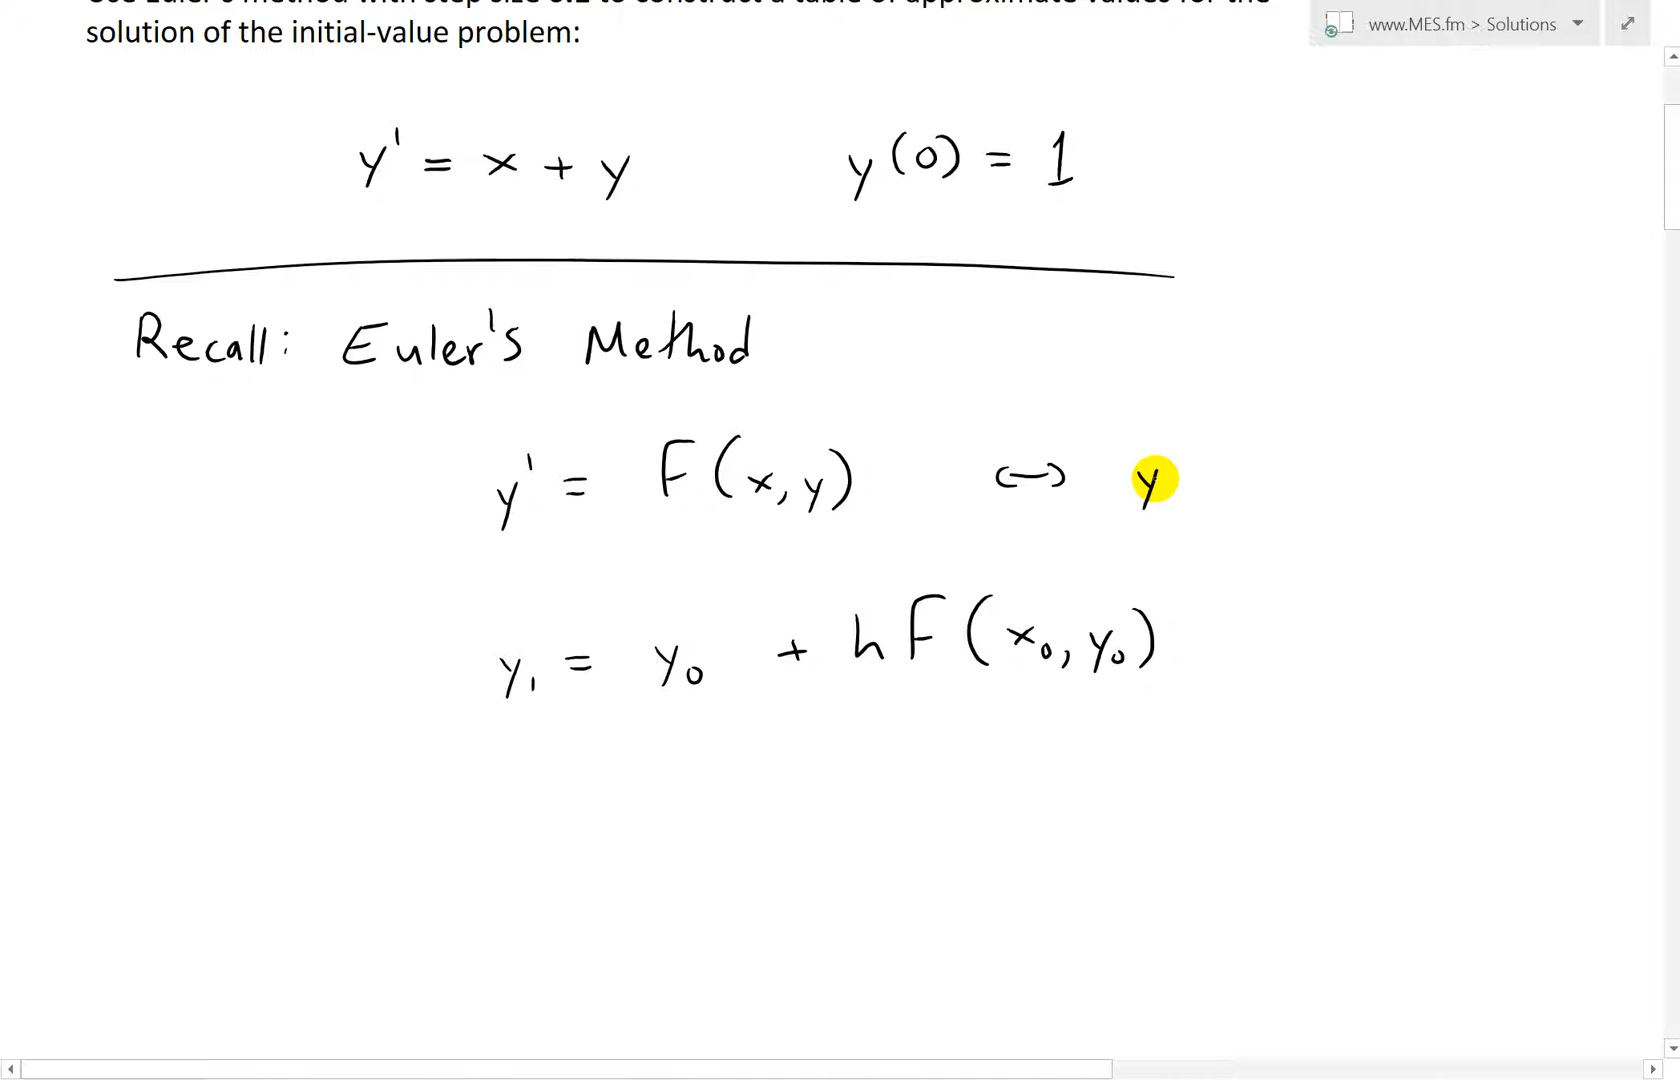 solution of the initial-value problem:
www.MES.fm > Solutions
y' = x + y y(0) = 1
Recall: Euler's Method
y' = F(x, y) ↔ y
y₁ = y₀ + hF(x₀, y₀)